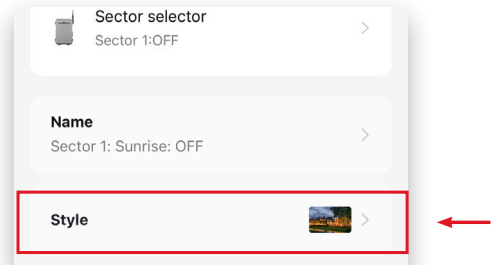 Sector selector
Sector 1:OFF
Name
Sector 1: Sunrise: OFF
Style